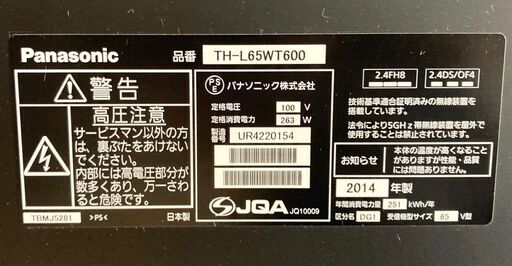 Panasonic
品番 TH-L65WT600
警告
高圧注意
サービスマン以外の方
は、裏ぶたをあけない
でください。
内部には高電圧部分が
数多くあり、万一さわ
ると危険です。
TBMJ5281 >PS< 日本製
PS E パナソニック株式会社
定格電圧 100 V
定格消費電力 263 W
製造番号 UR4220154
JQA JQ10009
2.4FH8 2.4DS/OF4
技術基準適合証明済みの無線装置を
搭載しています。
法令により5GHz帯無線装置を屋外で
使用することは禁止されています。
お知らせ
本体の温度が高くなること
がありますが、性能・品質
には問題ありません。
2014 年製
年間消費電力量 251 kWh/年
区分名 DG1 受信機型サイズ 65 V型